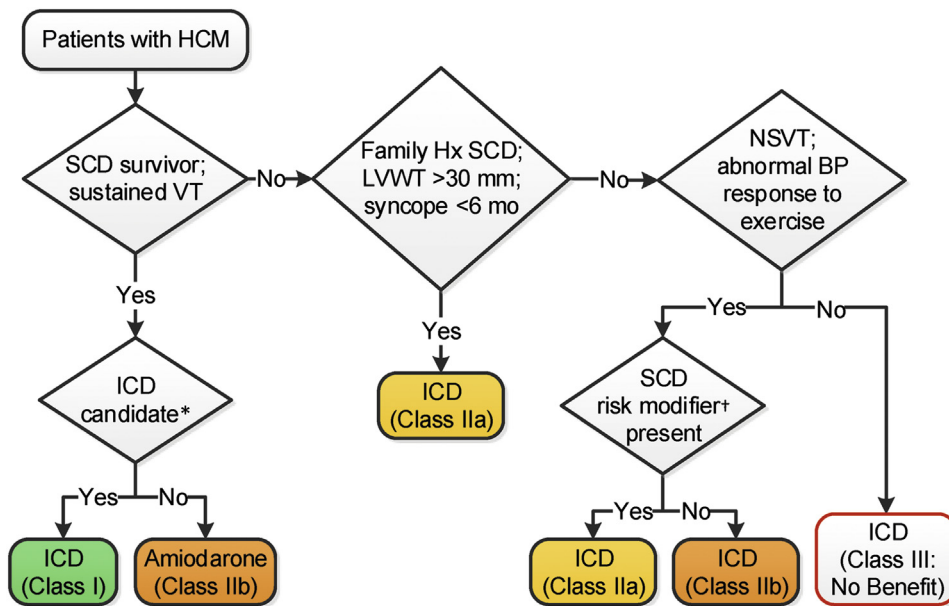 Patients with HCM
SCD survivor;
sustained VT
No
Family Hx SCD;
LVWT >30 mm;
syncope <6 mo
No
NSVT;
abnormal BP
response to
exercise
Yes
ICD
candidate*
Yes
No
ICD
(Class I)
Amiodarone
(Class IIb)
Yes
ICD
(Class IIa)
Yes
No
SCD
risk modifier†
present
Yes
No
ICD
(Class IIa)
ICD
(Class IIb)
ICD
(Class III:
No Benefit)